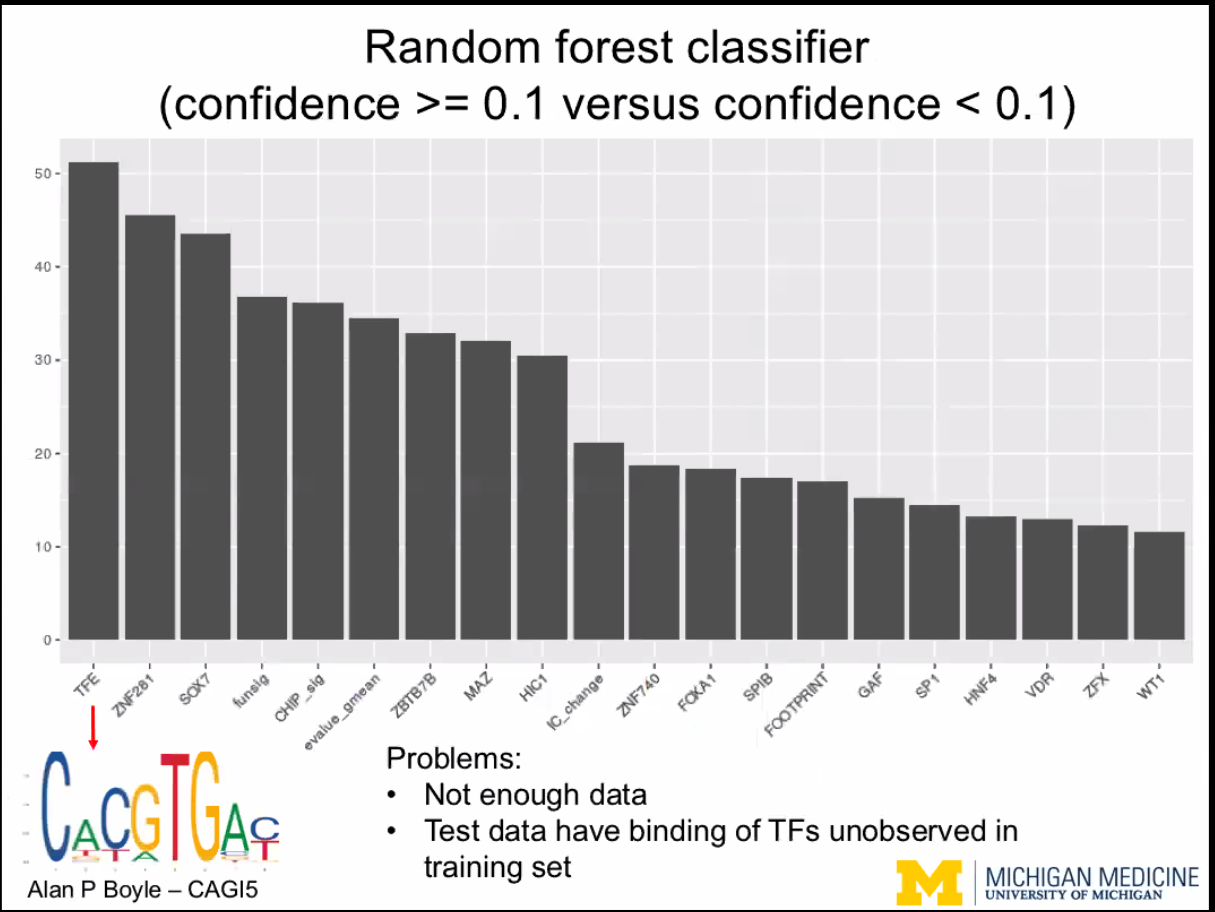 Random forest classifier
(confidence >= 0.1 versus confidence < 0.1)
50
40
30
20
10
0
TFE
ZNF281
SOX7
funsig
CHIP_sig
evalue_gmean
ZBTB7B
MAZ
HIC1
IC_change
ZNF740
FOXA1
SPIB
FOOTPRINT
GAF
SP1
HNF4
VDR
ZFX
WT1
CACGTGAC
Problems:
• Not enough data
• Test data have binding of TFs unobserved in
training set
Alan P Boyle – CAGI5
M
MICHIGAN MEDICINE
UNIVERSITY OF MICHIGAN